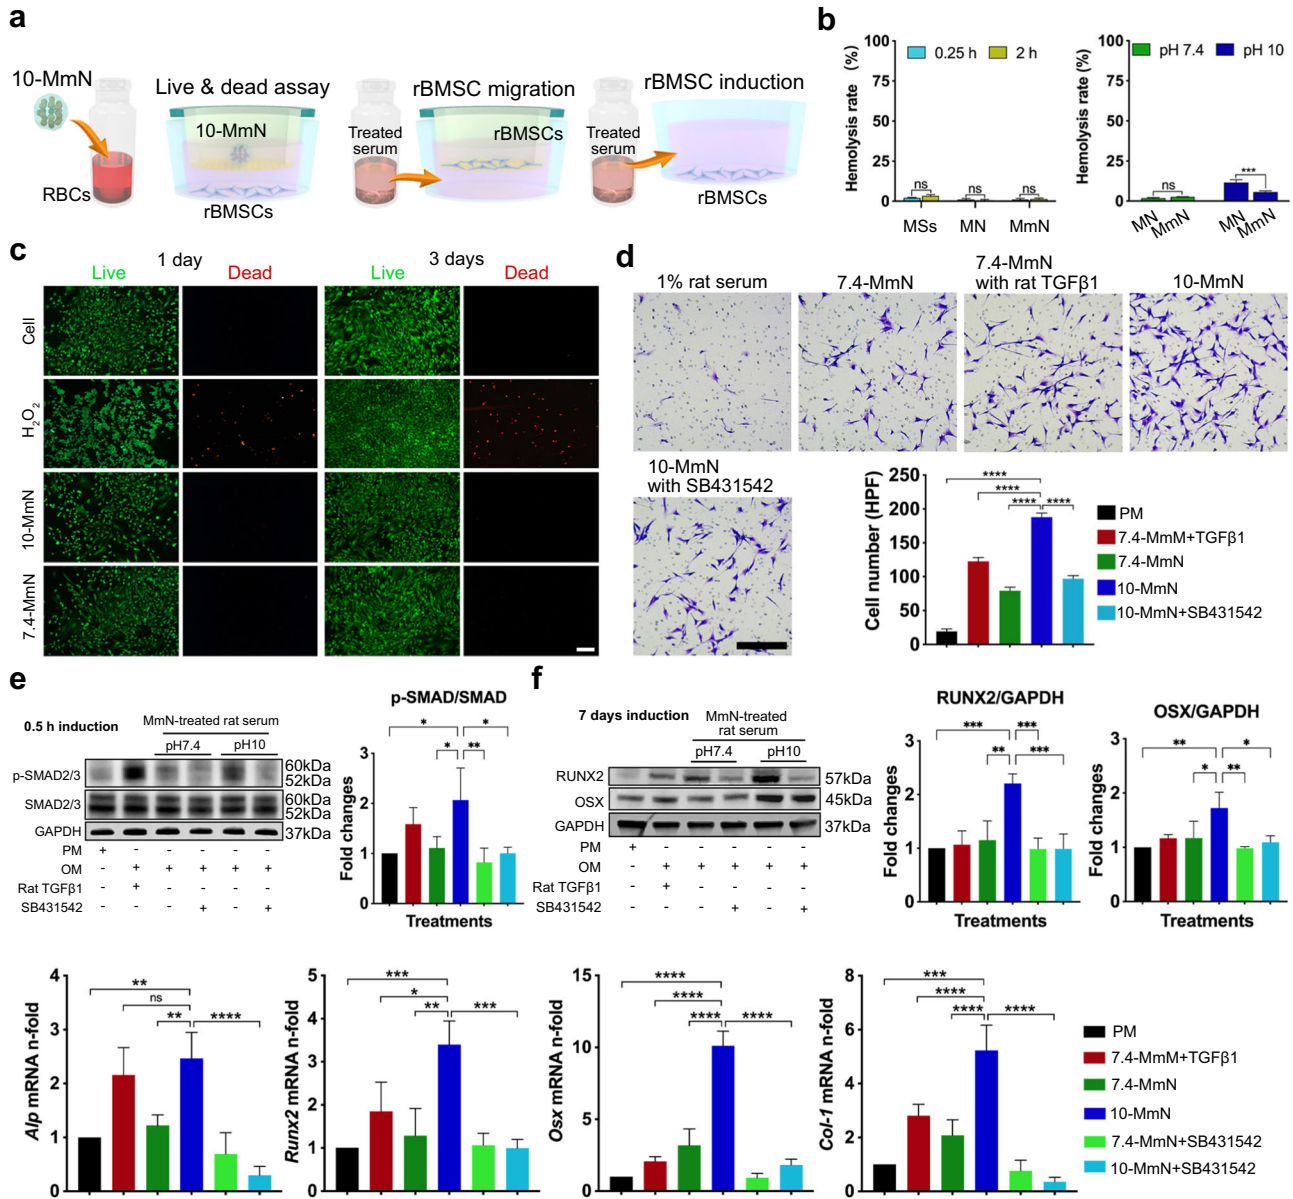 a
10-MmN
RBCs
Live & dead assay
10-MmN
rBMSCs
Treated
serum
rBMSC migration
rBMSCs
Treated
serum
rBMSC induction
rBMSCs
b
Hemolysis rate (%)
100
75
50
25
0
0.25 h
2 h
ns
ns
ns
MSs
MN
MmN
Hemolysis rate (%)
100
75
50
25
0
pH 7.4
pH 10
ns
***
MN
MmN
MN
MmN
c
1 day
3 days
Live
Dead
Live
Dead
Cell
H2O2
10-MmN
7.4-MmN
d
1% rat serum
7.4-MmN
7.4-MmN
with rat TGFβ1
10-MmN
10-MmN
with SB431542
Cell number (HPF)
250
200
150
100
50
0
****
****
****
****
PM
7.4-MmM+TGFβ1
7.4-MmN
10-MmN
10-MmN+SB431542
e
0.5 h induction
MmN-treated rat serum
pH7.4
pH10
p-SMAD2/3
60kDa
52kDa
SMAD2/3
60kDa
52kDa
GAPDH
37kDa
PM + - - - - -
OM - + + + + +
Rat TGFβ1 - + - - - -
SB431542 - - - + - +
p-SMAD/SMAD
Fold changes
3
2
1
0
*
*
*
**
Treatments
f
7 days induction
MmN-treated
rat serum
pH7.4
pH10
RUNX2
57kDa
OSX
45kDa
GAPDH
37kDa
PM + - - - - -
OM - + + + + +
Rat TGFβ1 - + - - - -
SB431542 - - - + - +
RUNX2/GAPDH
Fold changes
3
2
1
0
***
***
**
***
Treatments
OSX/GAPDH
Fold changes
3
2
1
0
**
*
*
**
Treatments
Alp mRNA n-fold
4
3
2
1
0
**
ns
**
****
Runx2 mRNA n-fold
5
4
3
2
1
0
***
*
**
***
Osx mRNA n-fold
15
10
5
0
****
****
****
****
Col-1 mRNA n-fold
8
6
4
2
0
***
****
****
****
PM
7.4-MmM+TGFβ1
7.4-MmN
10-MmN
7.4-MmN+SB431542
10-MmN+SB431542